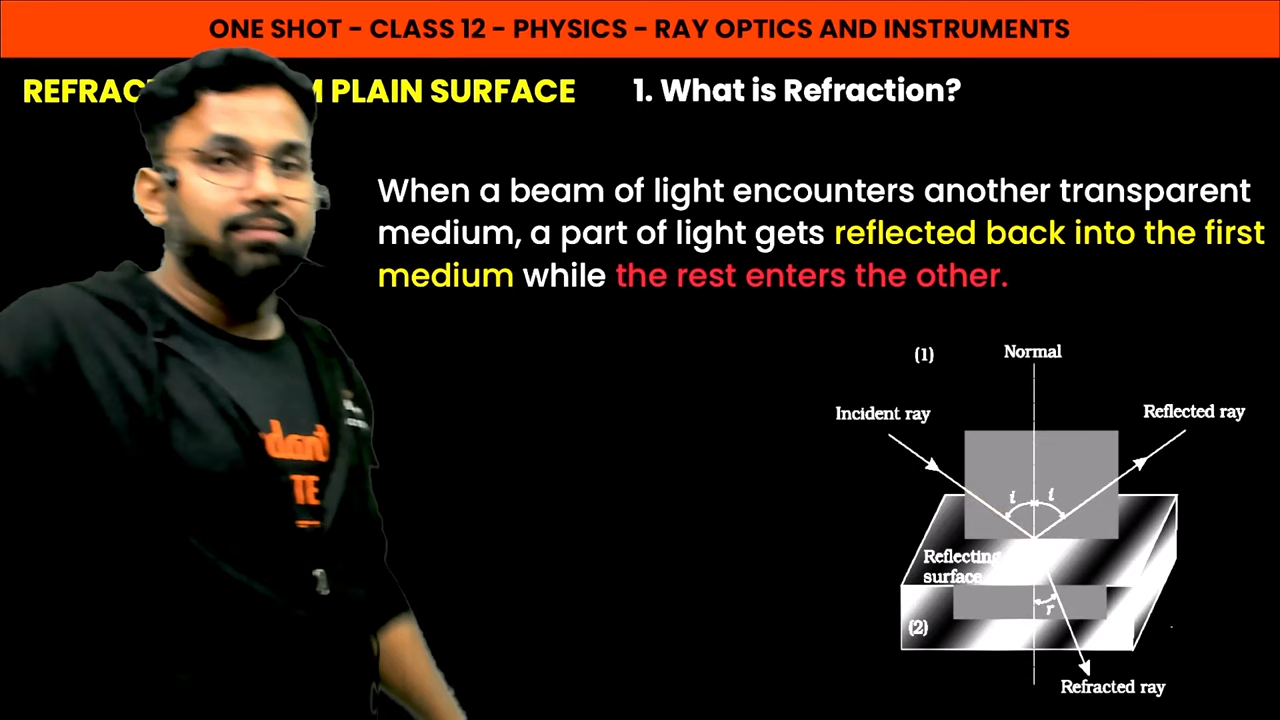 ONE SHOT - CLASS 12 - PHYSICS - RAY OPTICS AND INSTRUMENTS
PLAIN SURFACE
1. What is Refraction?
When a beam of light encounters another transparent
medium, a part of light gets reflected back into the first
medium while the rest enters the other.
(1)
Normal
Incident ray
Reflected ray
i
i
Reflecting
surface
r
(2)
Refracted ray